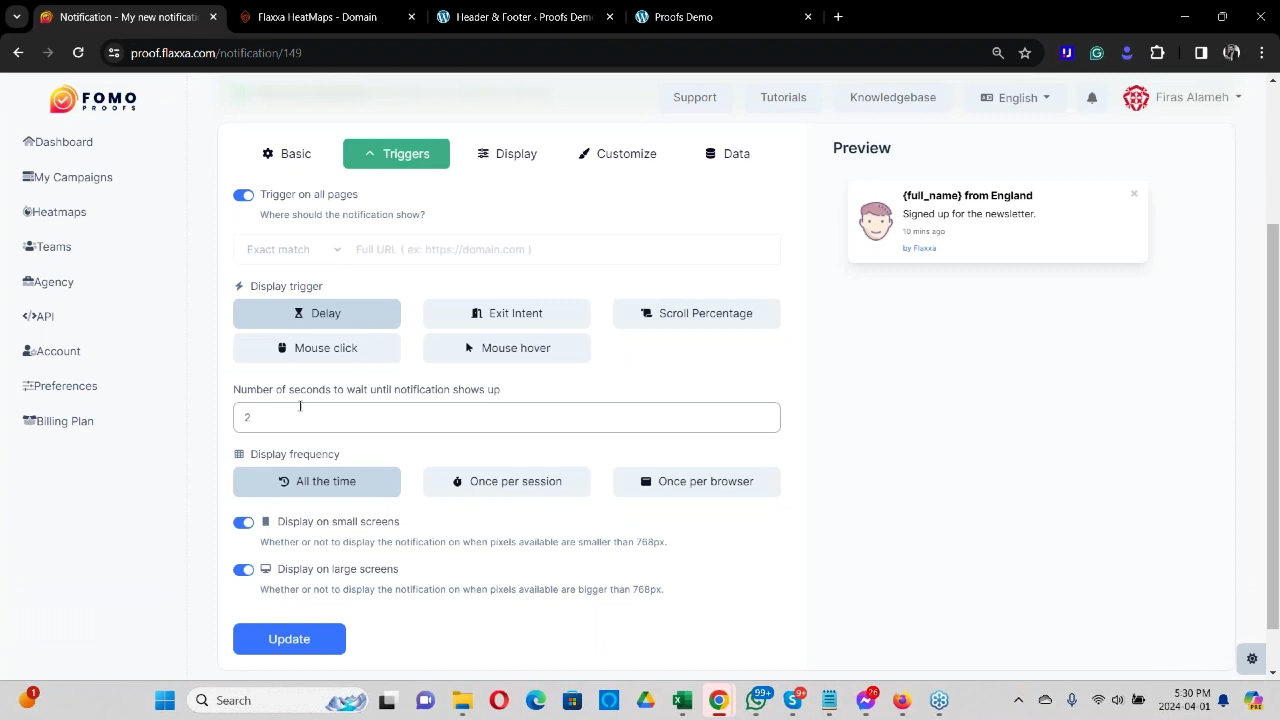 Notification - My new notificati
Flaxxa HeatMaps - Domain
Header & Footer ‹ Proofs Demo
Proofs Demo
proof.flaxxa.com/notification/149
FOMO
PROOFS
Support
Tutorials
Knowledgebase
English
Firas Alameh
Dashboard
My Campaigns
Heatmaps
Teams
Agency
API
Account
Preferences
Billing Plan
Basic
Triggers
Display
Customize
Data
Trigger on all pages
Where should the notification show?
Exact match
Full URL ( ex: https://domain.com )
Display trigger
Delay
Exit Intent
Scroll Percentage
Mouse click
Mouse hover
Number of seconds to wait until notification shows up
2
Display frequency
All the time
Once per session
Once per browser
Display on small screens
Whether or not to display the notification on when pixels available are smaller than 768px.
Display on large screens
Whether or not to display the notification on when pixels available are bigger than 768px.
Update
Preview
{full_name} from England
Signed up for the newsletter.
10 mins ago
by Flaxxa
1
Search
99+
9+
26
5:30 PM
2024-04-01